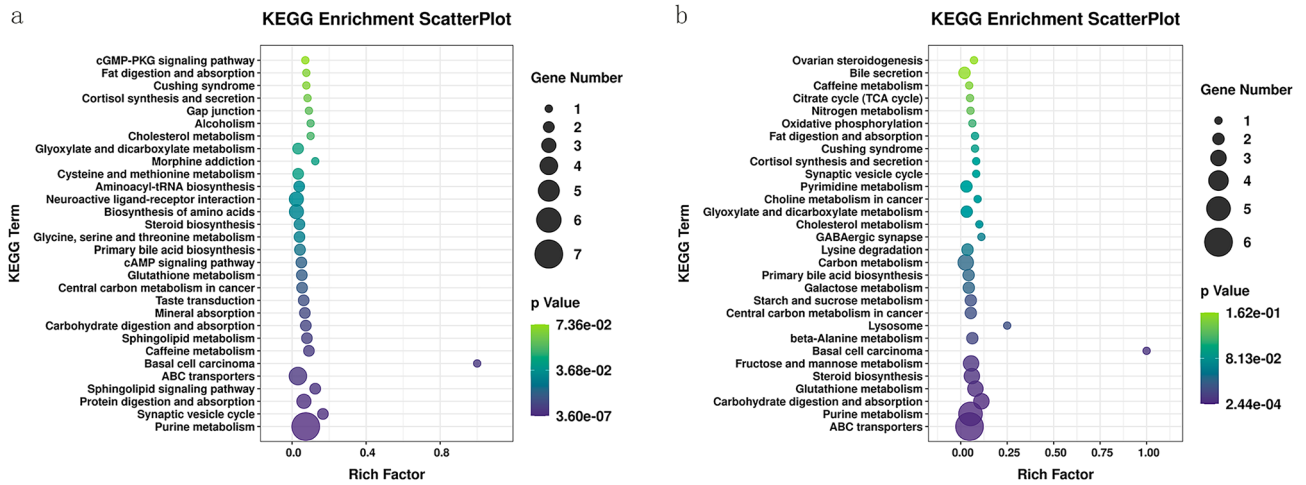 a
KEGG Enrichment ScatterPlot
KEGG Term
cGMP-PKG signaling pathway
Fat digestion and absorption
Cushing syndrome
Cortisol synthesis and secretion
Gap junction
Alcoholism
Cholesterol metabolism
Glyoxylate and dicarboxylate metabolism
Morphine addiction
Cysteine and methionine metabolism
Aminoacyl-tRNA biosynthesis
Neuroactive ligand-receptor interaction
Biosynthesis of amino acids
Steroid biosynthesis
Glycine, serine and threonine metabolism
Primary bile acid biosynthesis
cAMP signaling pathway
Glutathione metabolism
Central carbon metabolism in cancer
Taste transduction
Mineral absorption
Carbohydrate digestion and absorption
Sphingolipid metabolism
Caffeine metabolism
Basal cell carcinoma
ABC transporters
Sphingolipid signaling pathway
Protein digestion and absorption
Synaptic vesicle cycle
Purine metabolism
0.0 0.4 0.8
Rich Factor
Gene Number
1
2
3
4
5
6
7
p Value
7.36e-02
3.68e-02
3.60e-07
b
KEGG Enrichment ScatterPlot
KEGG Term
Ovarian steroidogenesis
Bile secretion
Caffeine metabolism
Citrate cycle (TCA cycle)
Nitrogen metabolism
Oxidative phosphorylation
Fat digestion and absorption
Cushing syndrome
Cortisol synthesis and secretion
Synaptic vesicle cycle
Pyrimidine metabolism
Choline metabolism in cancer
Glyoxylate and dicarboxylate metabolism
Cholesterol metabolism
GABAergic synapse
Lysine degradation
Carbon metabolism
Primary bile acid biosynthesis
Galactose metabolism
Starch and sucrose metabolism
Central carbon metabolism in cancer
Lysosome
beta-Alanine metabolism
Basal cell carcinoma
Fructose and mannose metabolism
Steroid biosynthesis
Glutathione metabolism
Carbohydrate digestion and absorption
Purine metabolism
ABC transporters
0.00 0.25 0.50 0.75 1.00
Rich Factor
Gene Number
1
2
3
4
5
6
p Value
1.62e-01
8.13e-02
2.44e-04